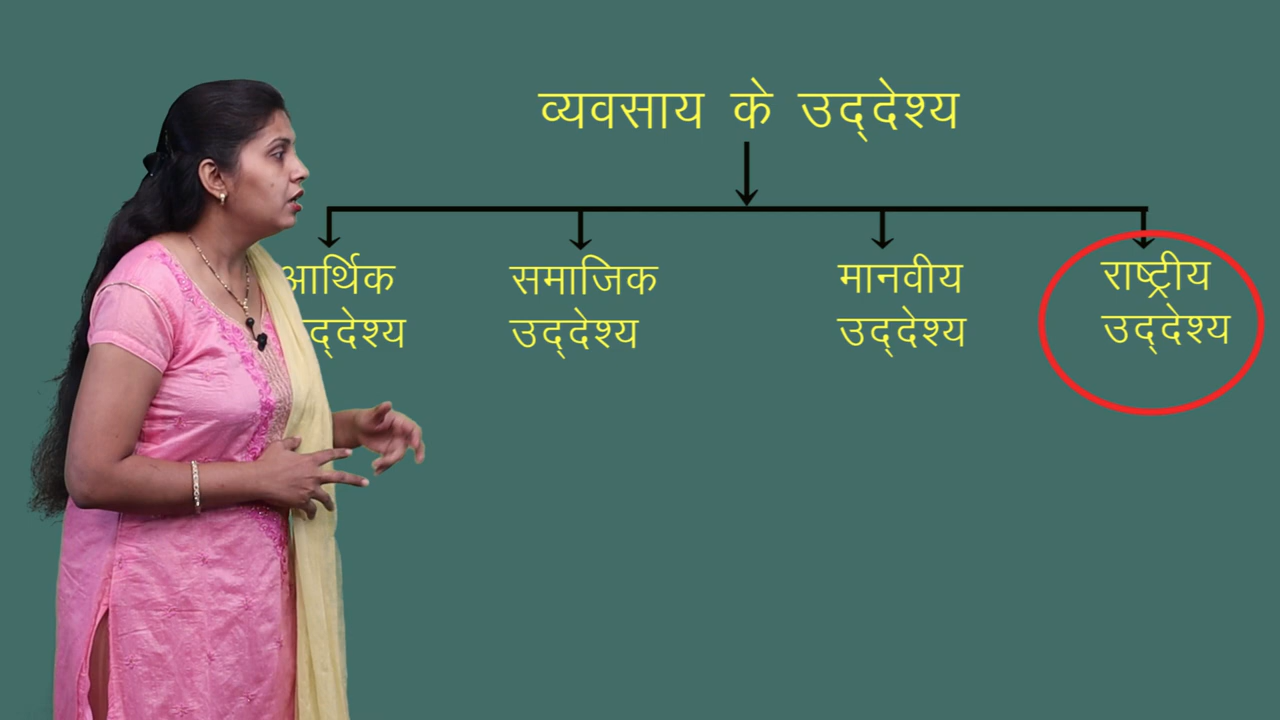 व्यवसाय के उद्‌देश्य
आर्थिक
समाजिक
उद्‌देश्य
मानवीय
उद्‌देश्य
राष्ट्रीय
उद्‌देश्य